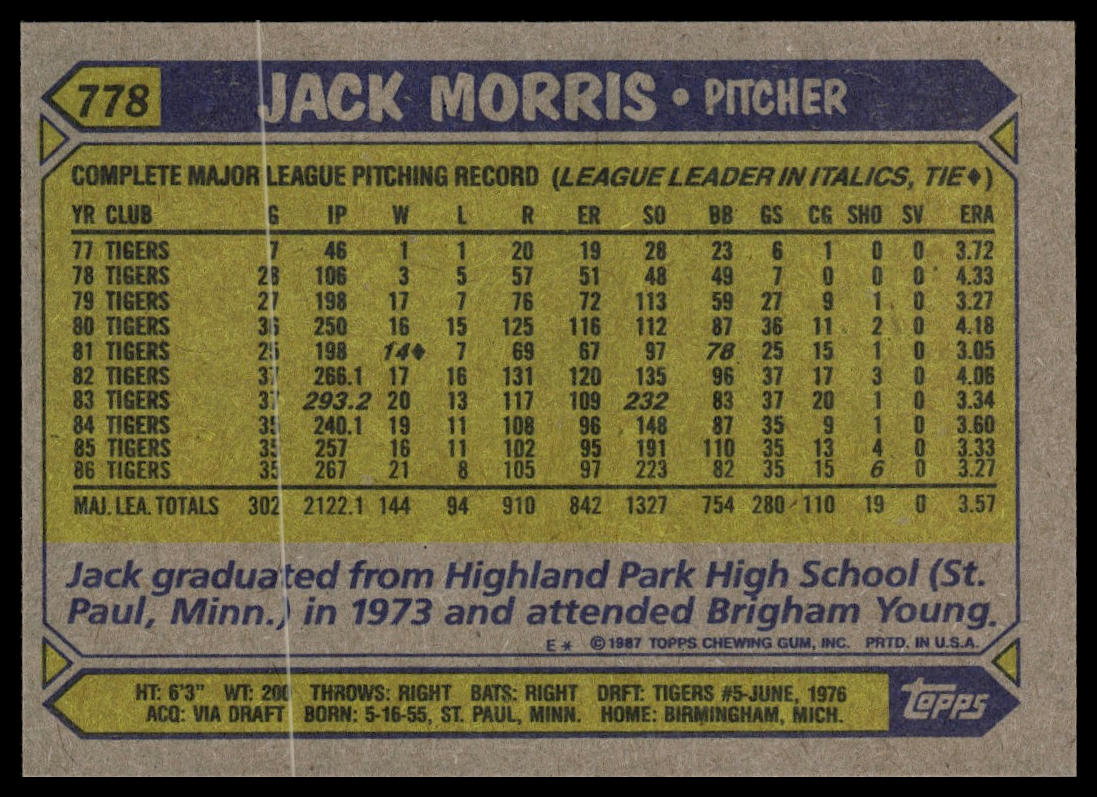 778 JACK MORRIS • PITCHER
COMPLETE MAJOR LEAGUE PITCHING RECORD (LEAGUE LEADER IN ITALICS, TIE♦)
YR CLUB G IP W L R ER SO BB GS CG SHO SV ERA
77 TIGERS 7 46 1 1 20 19 28 23 6 1 0 0 3.72
78 TIGERS 28 106 3 5 57 51 48 49 7 0 0 0 4.33
79 TIGERS 27 198 17 7 76 72 113 59 27 9 1 0 3.27
80 TIGERS 36 250 16 15 125 116 112 87 36 11 2 0 4.18
81 TIGERS 25 198 14♦ 7 69 67 97 78 25 15 1 0 3.05
82 TIGERS 37 266.1 17 16 131 120 135 96 37 17 3 0 4.06
83 TIGERS 37 293.2 20 13 117 109 232 83 37 20 1 0 3.34
84 TIGERS 35 240.1 19 11 108 96 148 87 35 9 1 0 3.60
85 TIGERS 35 257 16 11 102 95 191 110 35 13 4 0 3.33
86 TIGERS 35 267 21 8 105 97 223 82 35 15 6 0 3.27
MAJ. LEA. TOTALS 302 2122.1 144 94 910 842 1327 754 280 110 19 0 3.57
Jack graduated from Highland Park High School (St.
Paul, Minn.) in 1973 and attended Brigham Young.
E* ©1987 TOPPS CHEWING GUM, INC. PRTD. IN U.S.A.
HT: 6'3" WT: 200 THROWS: RIGHT BATS: RIGHT DRFT: TIGERS #5-JUNE, 1976
ACQ: VIA DRAFT BORN: 5-16-55, ST. PAUL, MINN. HOME: BIRMINGHAM, MICH.
Topps